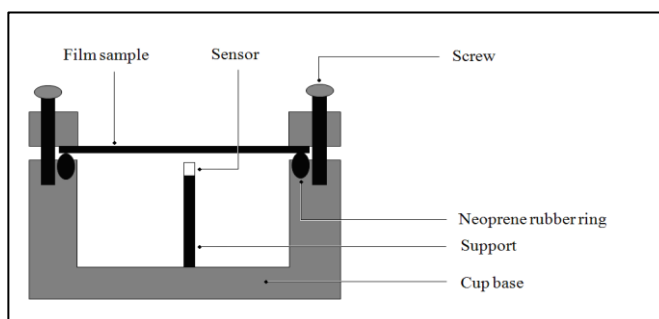 Film sample
Sensor
Screw
Neoprene rubber ring
Support
Cup base